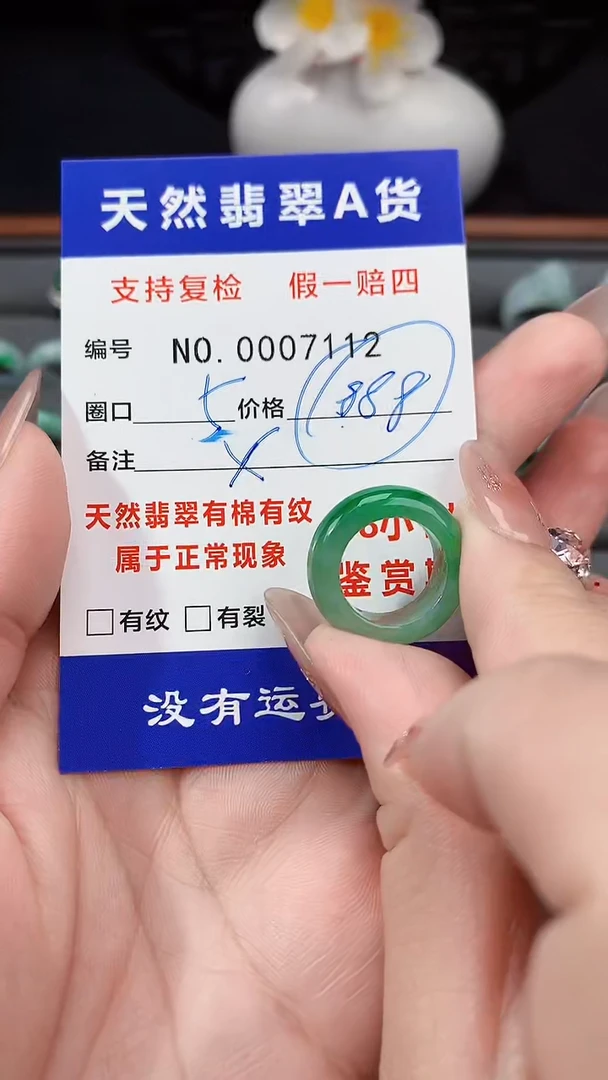 天然翡翠A货
支持复检 假一赔四
编号 NO.0007112
圈口 5 价格 388
备注 X
天然翡翠有棉有纹
属于正常现象
小
鉴赏
有纹 有裂
没有运